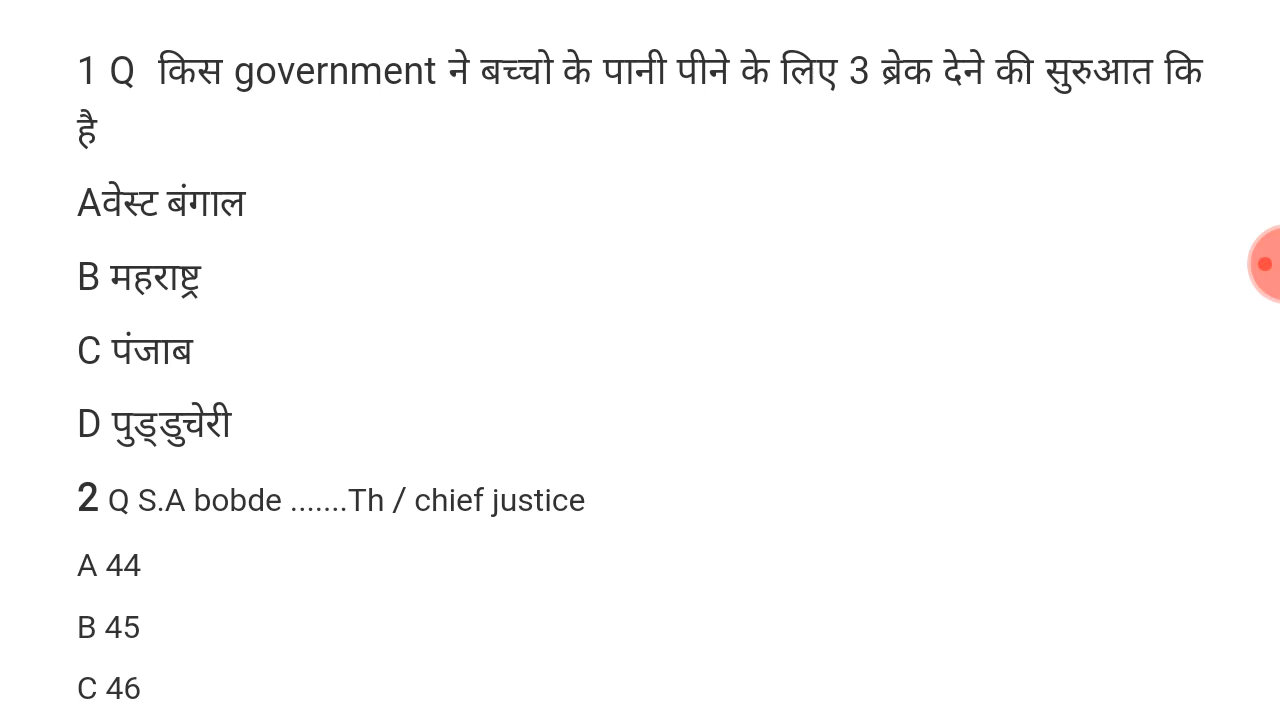 1 Q किस government ने बच्चो के पानी पीने के लिए 3 ब्रेक देने की सुरुआत कि
है
Aवेस्ट बंगाल
B महराष्ट्र
C पंजाब
D पुड्डुचेरी
2 Q S.A bobde .......Th / chief justice
A 44
B 45
C 46